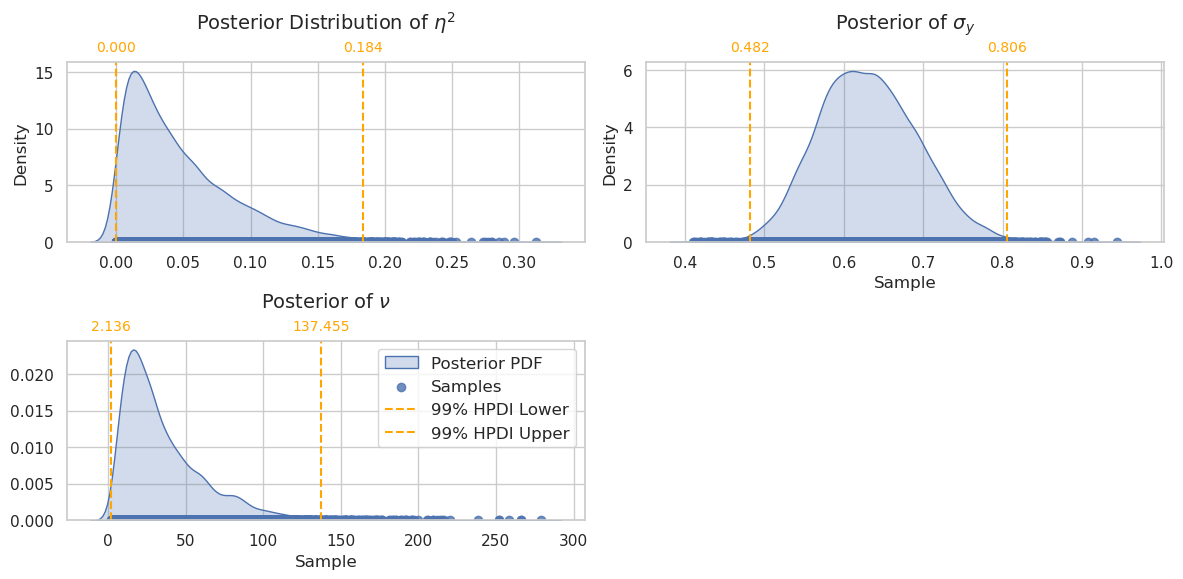 Posterior Distribution of η²
0.000 0.184
Density
15
10
5
0
0.00 0.05 0.10 0.15 0.20 0.25 0.30
Posterior of σ_y
0.482 0.806
Density
6
4
2
0
0.4 0.5 0.6 0.7 0.8 0.9 1.0
Sample
Posterior of ν
2.136 137.455
0.020
0.015
0.010
0.005
0.000
0 50 100 150 200 250 300
Sample
Posterior PDF
Samples
99% HPDI Lower
99% HPDI Upper